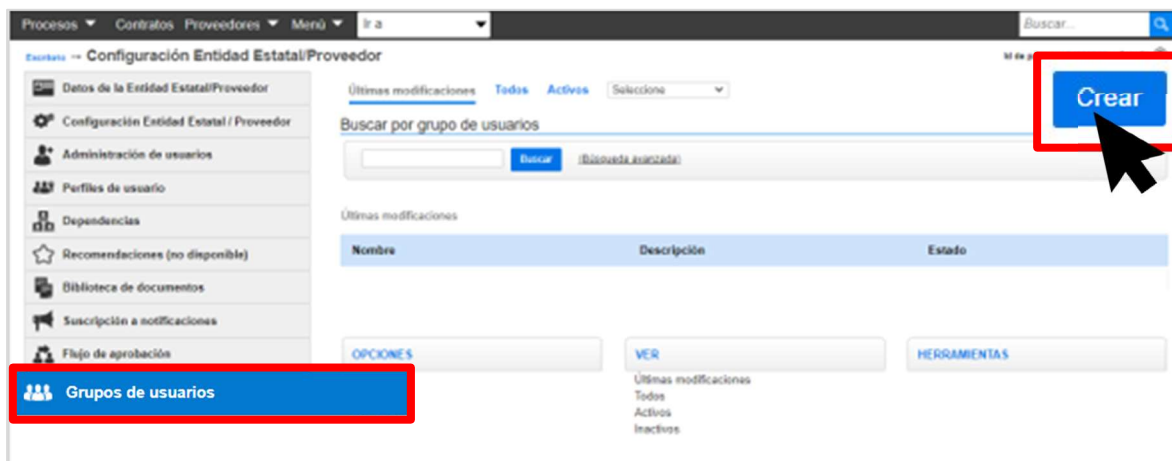 Procesos Contratos Proveedores Menú Ir a Buscar...
Escritorio → Configuración Entidad Estatal/Proveedor
Datos de la Entidad Estatal/Proveedor
Configuración Entidad Estatal / Proveedor
Administración de usuarios
Perfiles de usuario
Dependencias
Recomendaciones (no disponible)
Biblioteca de documentos
Suscripción a notificaciones
Flujo de aprobación
Grupos de usuarios
Últimas modificaciones Todos Activos Seleccione
Crear
Buscar por grupo de usuarios
Buscar (Búsqueda avanzada)
Últimas modificaciones
Nombre Descripción Estado
OPCIONES VER HERRAMIENTAS
Últimas modificaciones
Todos
Activos
Inactivos